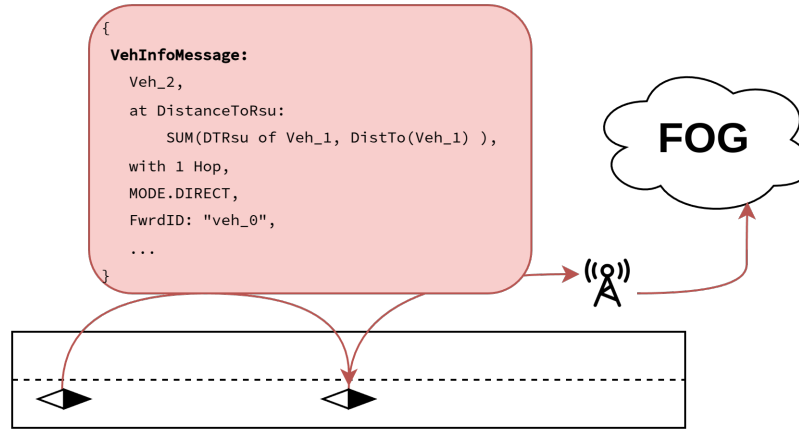 {
VehInfoMessage:
Veh_2,
at DistanceToRsu:
SUM(DTRsu of Veh_1, DistTo(Veh_1) ),
with 1 Hop,
MODE.DIRECT,
FwrdID: "veh_0",
...
}
FOG